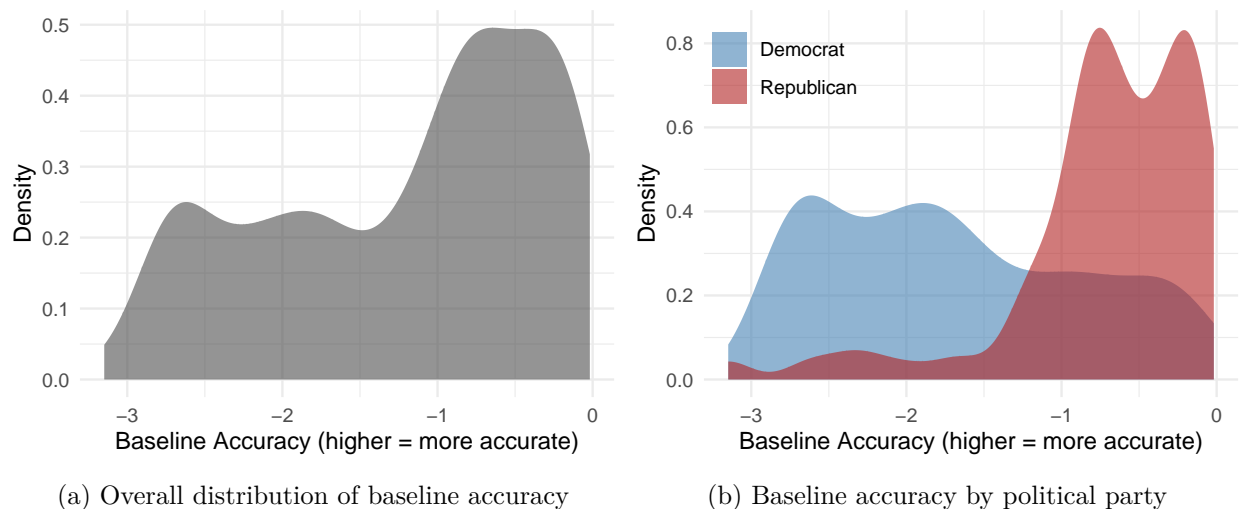 0.5
0.4
0.3
0.2
0.1
0.0
Density
−3
−2
−1
0
Baseline Accuracy (higher = more accurate)
(a) Overall distribution of baseline accuracy
Democrat
Republican
0.8
0.6
0.4
0.2
0.0
Density
−3
−2
−1
0
Baseline Accuracy (higher = more accurate)
(b) Baseline accuracy by political party